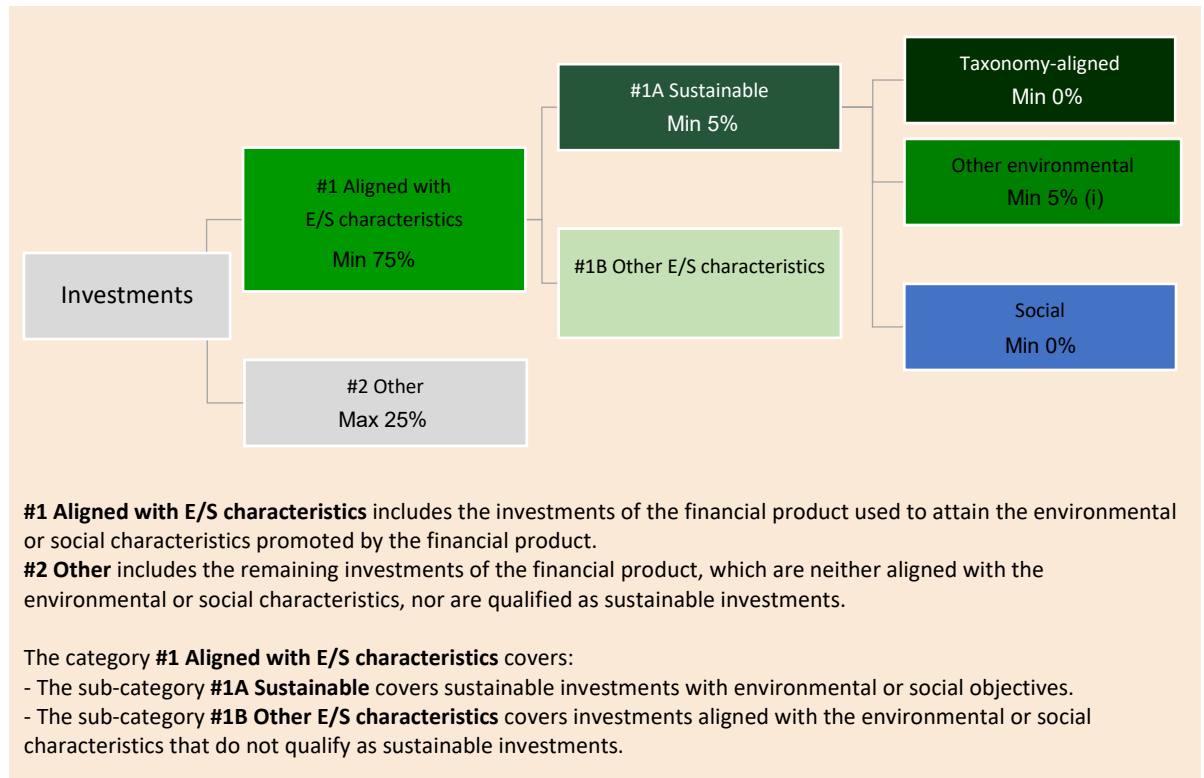 Investments
#1 Aligned with
E/S characteristics
Min 75%
#2 Other
Max 25%
#1A Sustainable
Min 5%
#1B Other E/S characteristics
Taxonomy-aligned
Min 0%
Other environmental
Min 5% (i)
Social
Min 0%
#1 Aligned with E/S characteristics includes the investments of the financial product used to attain the environmental
or social characteristics promoted by the financial product.
#2 Other includes the remaining investments of the financial product, which are neither aligned with the
environmental or social characteristics, nor are qualified as sustainable investments.
The category #1 Aligned with E/S characteristics covers:
- The sub-category #1A Sustainable covers sustainable investments with environmental or social objectives.
- The sub-category #1B Other E/S characteristics covers investments aligned with the environmental or social
characteristics that do not qualify as sustainable investments.